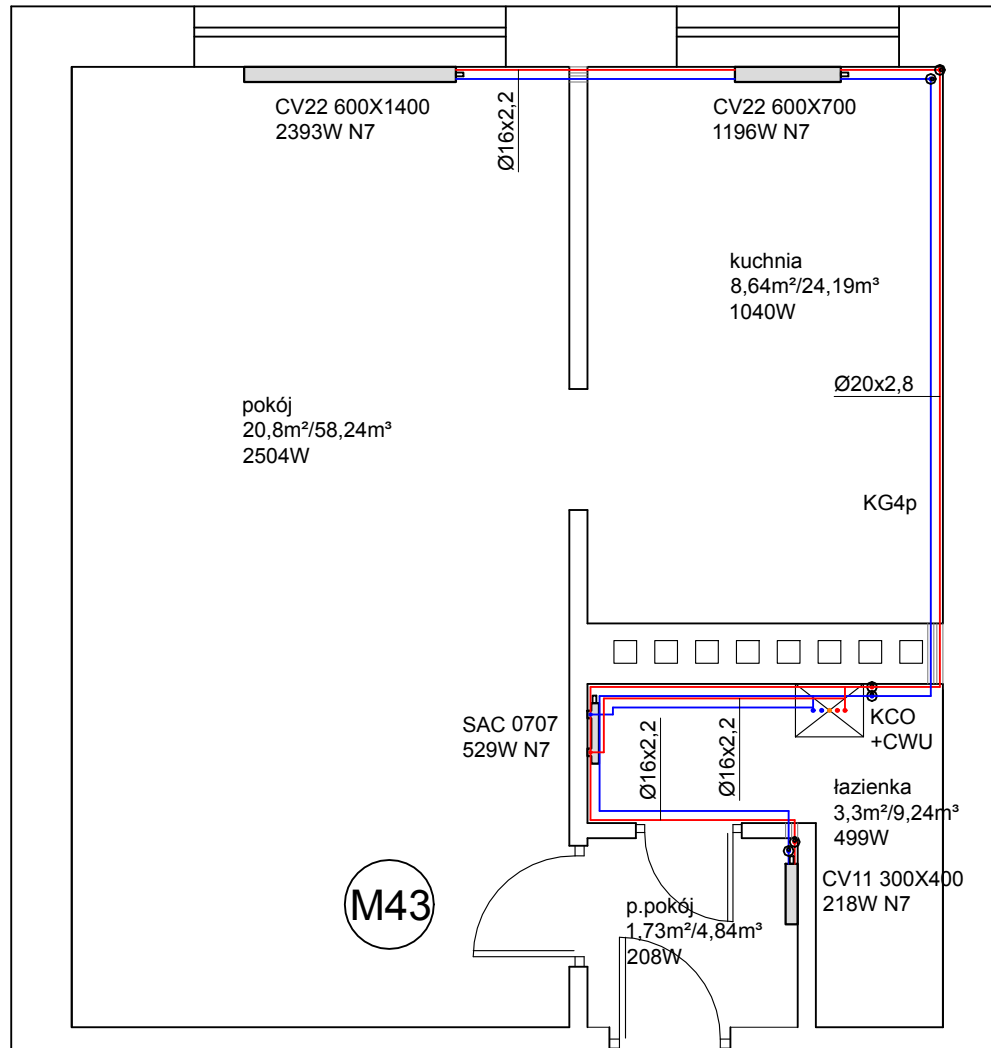 CV22 600X1400
2393W N7
Ø16x2,2
CV22 600X700
1196W N7
kuchnia
8,64m²/24,19m³
1040W
Ø20x2,8
pokój
20,8m²/58,24m³
2504W
KG4p
SAC 0707
529W N7
Ø16x2,2
Ø16x2,2
KCO
+CWU
łazienka
3,3m²/9,24m³
499W
CV11 300X400
218W N7
M43
p.pokój
1,73m²/4,84m³
208W